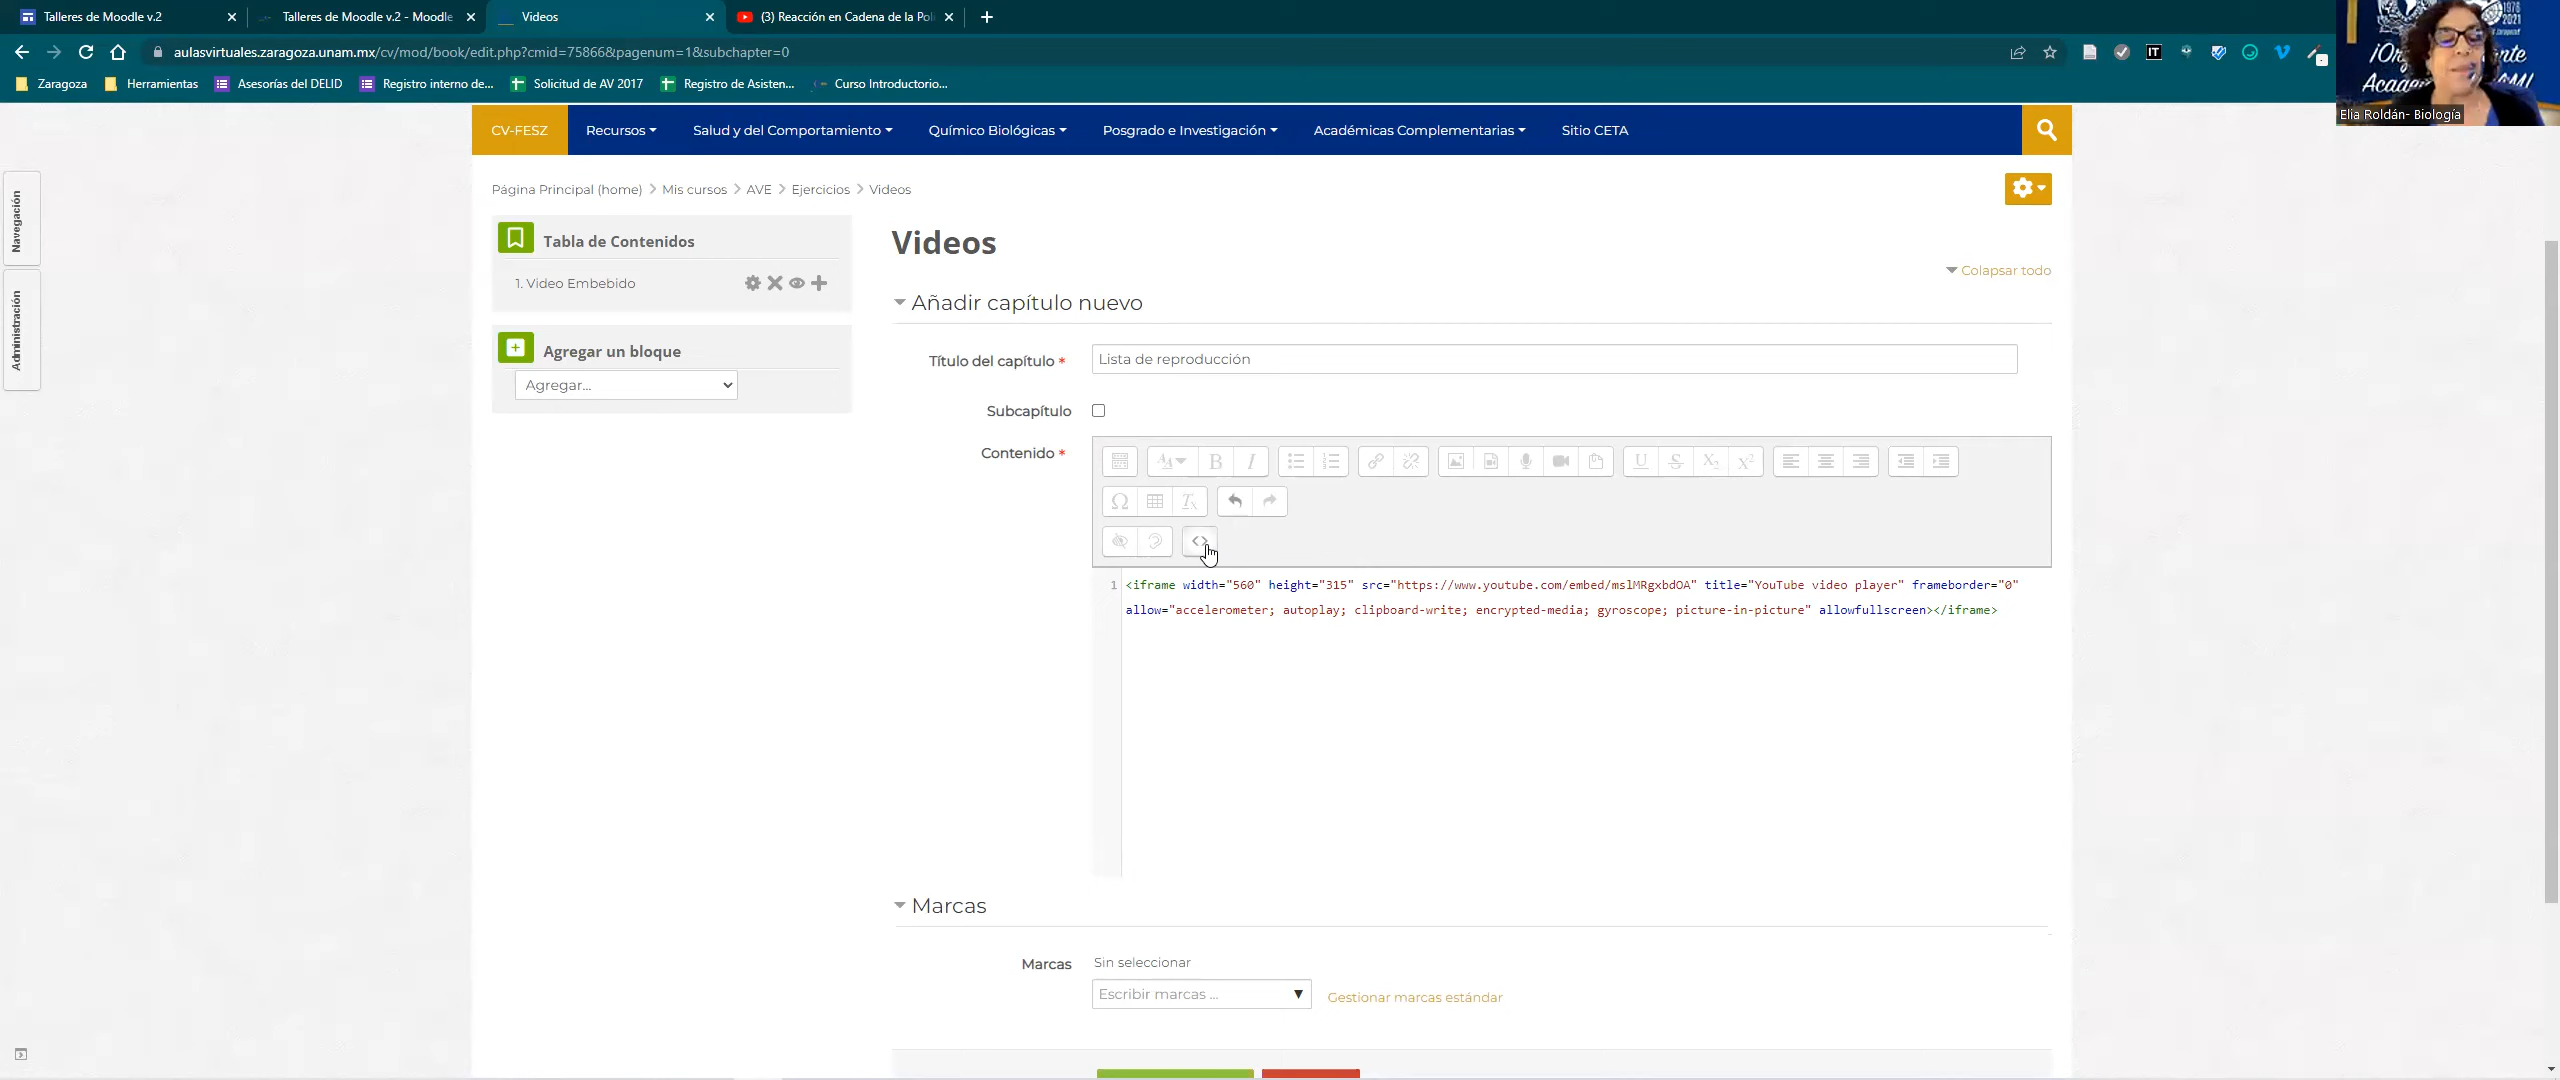 Talleres de Moodle v.2
Talleres de Moodle v.2 - Moodle
Videos
(3) Reacción en Cadena de la Pol
aulasvirtuales.zaragoza.unam.mx/cv/mod/book/edit.php?cmid=75866&pagenum=1&subchapter=0
Zaragoza
Herramientas
Asesorías del DELID
Registro interno de...
Solicitud de AV 2017
Registro de Asisten...
Curso Introductorio...
1976
2021
Elia Roldán- Biología
CV-FESZ
Recursos
Salud y del Comportamiento
Químico Biológicas
Posgrado e Investigación
Académicas Complementarias
Sitio CETA
Navegación
Administración
Página Principal (home) > Mis cursos > AVE > Ejercicios > Videos
Tabla de Contenidos
1. Video Embebido
Agregar un bloque
Agregar...
Videos
Colapsar todo
Añadir capítulo nuevo
Título del capítulo *
Lista de reproducción
Subcapítulo
Contenido *
1 <iframe width="560" height="315" src="https://www.youtube.com/embed/mslMRgxbdOA" title="YouTube video player" frameborder="0"
allow="accelerometer; autoplay; clipboard-write; encrypted-media; gyroscope; picture-in-picture" allowfullscreen></iframe>
Marcas
Marcas
Sin seleccionar
Escribir marcas ...
Gestionar marcas estándar